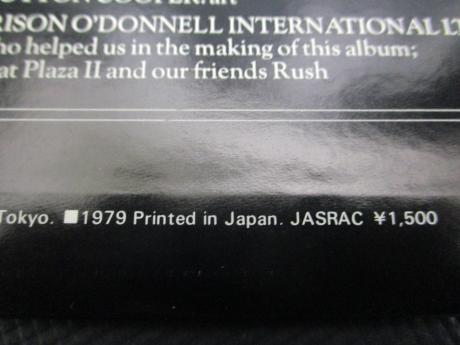 RISON O'DONNELL INTERNATIONAL LT
ho helped us in the making of this album;
at Plaza II and our friends Rush
Tokyo. ■1979 Printed in Japan. JASRAC ¥1,500